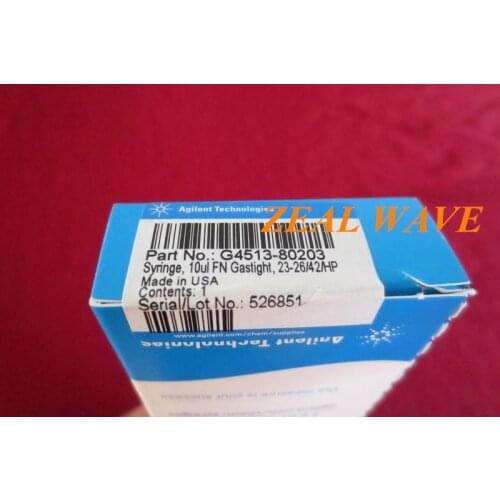 Agilent Technologies
ZEAL WAVE
Part No.: G4513-80203
Syringe, 10ul FN Gastight, 23-26/42/HP
Made in USA
Contents: 1
Serial/Lot No.: 526851
www.agilent.com/chem/supplies
Agilent Technologies